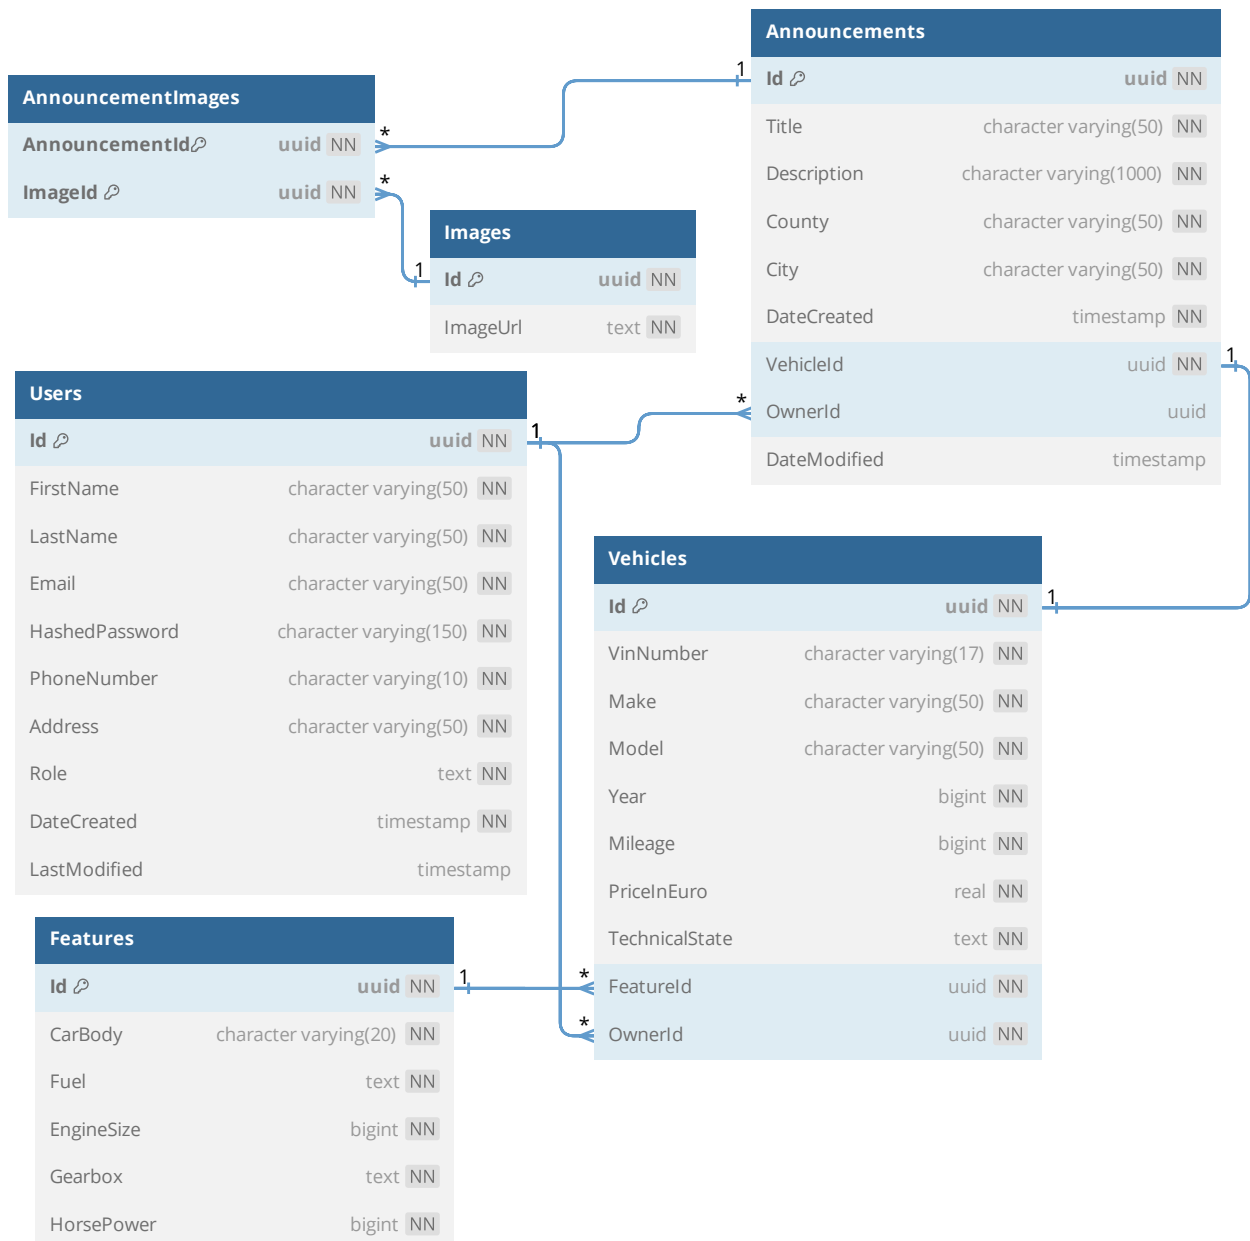 Announcements
Id uuid NN
Title character varying(50) NN
Description character varying(1000) NN
County character varying(50) NN
City character varying(50) NN
DateCreated timestamp NN
VehicleId uuid NN
OwnerId uuid
DateModified timestamp
1
1
*
AnnouncementImages
AnnouncementId uuid NN
ImageId uuid NN
*
*
Images
Id uuid NN
ImageUrl text NN
1
Users
Id uuid NN
FirstName character varying(50) NN
LastName character varying(50) NN
Email character varying(50) NN
HashedPassword character varying(150) NN
PhoneNumber character varying(10) NN
Address character varying(50) NN
Role text NN
DateCreated timestamp NN
LastModified timestamp
1
Vehicles
Id uuid NN
VinNumber character varying(17) NN
Make character varying(50) NN
Model character varying(50) NN
Year bigint NN
Mileage bigint NN
PriceInEuro real NN
TechnicalState text NN
FeatureId uuid NN
OwnerId uuid NN
1
*
*
Features
Id uuid NN
CarBody character varying(20) NN
Fuel text NN
EngineSize bigint NN
Gearbox text NN
HorsePower bigint NN
1